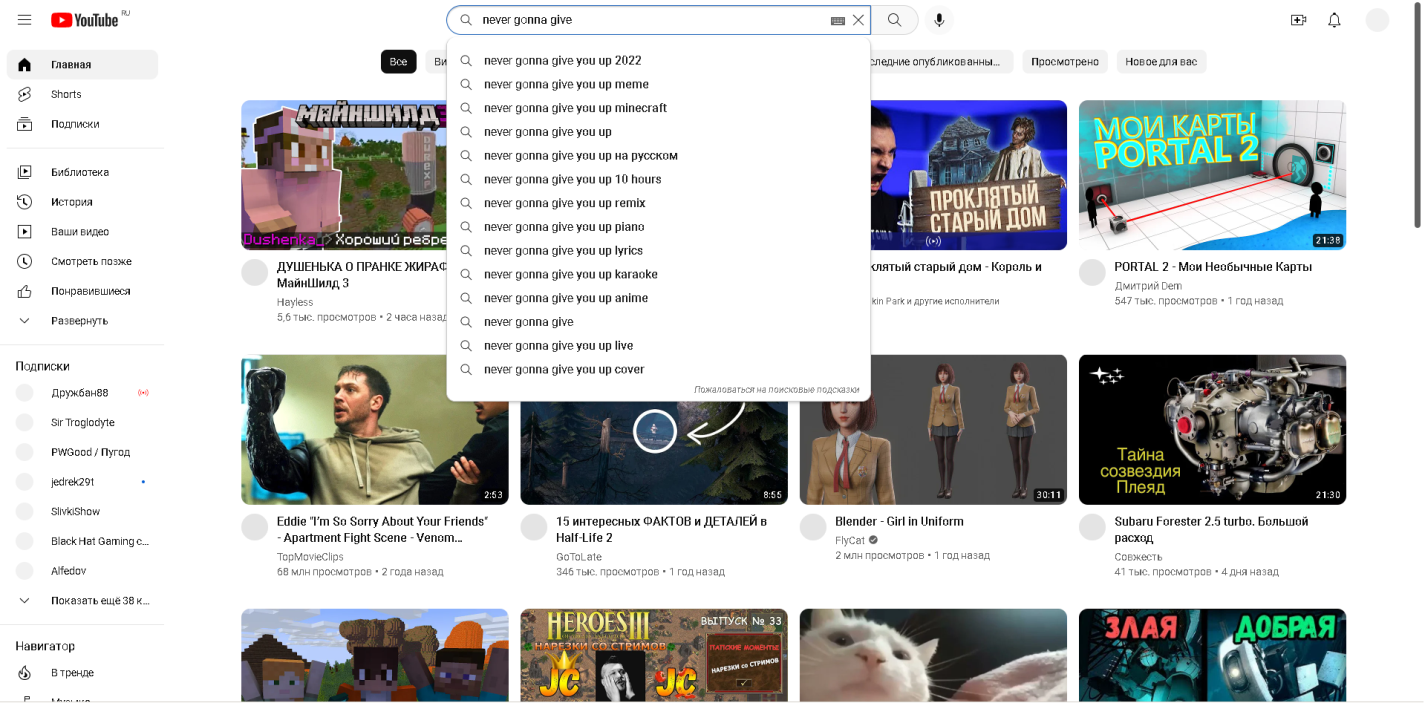 YouTube RU
never gonna give
never gonna give you up 2022
never gonna give you up meme
never gonna give you up minecraft
never gonna give you up
never gonna give you up на русском
never gonna give you up 10 hours
never gonna give you up remix
never gonna give you up piano
never gonna give you up lyrics
never gonna give you up karaoke
never gonna give you up anime
never gonna give
never gonna give you up live
never gonna give you up cover
Пожаловаться на поисковые подсказки
Главная
Shorts
Подписки
Библиотека
История
Ваши видео
Смотреть позже
Понравившиеся
Развернуть
Подписки
Дружбан88
Sir Troglodyte
PWGood / Пугод
jedrek29t
SlivkiShow
Black Hat Gaming c...
Alfedov
Показать ещё 38 к...
Навигатор
В тренде
Все
Просмотрено
Новое для вас
МАЙНШИЛД
Dushenka
Хороший ребре
ДУШЕНЬКА О ПРАНКЕ ЖИРАФ
МайнШилд 3
Hayless
5,6 тыс. просмотров • 2 часа назад
ПРОКЛЯТЫЙ
СТАРЫЙ ДОМ
клятый старый дом - Король и
kin Park и другие исполнители
МОИ КАРТЫ
PORTAL 2
21:38
PORTAL 2 - Мои Необычные Карты
Дмитрий Dem
547 тыс. просмотров • 1 год назад
2:53
Eddie "I'm So Sorry About Your Friends"
- Apartment Fight Scene - Venom...
TopMovieClips
68 млн просмотров • 2 года назад
8:55
15 интересных ФАКТОВ и ДЕТАЛЕЙ в
Half-Life 2
GoToLate
346 тыс. просмотров • 1 год назад
30:11
Blender - Girl in Uniform
FlyCat
2 млн просмотров • 1 год назад
Тайна
созвездия
Плеяд
21:30
Subaru Forester 2.5 turbo. Большой
расход
Совжесть
41 тыс. просмотров • 4 дня назад
HEROES III
НАРЕЗКИ СО СТРИМОВ
JC
JC
ВЫПУСК № 33
ПАПСКИЕ МОМЕНТЫ
НАРЕЗКИ СО СТРИМОВ
ЗЛАЯ
ДОБРАЯ